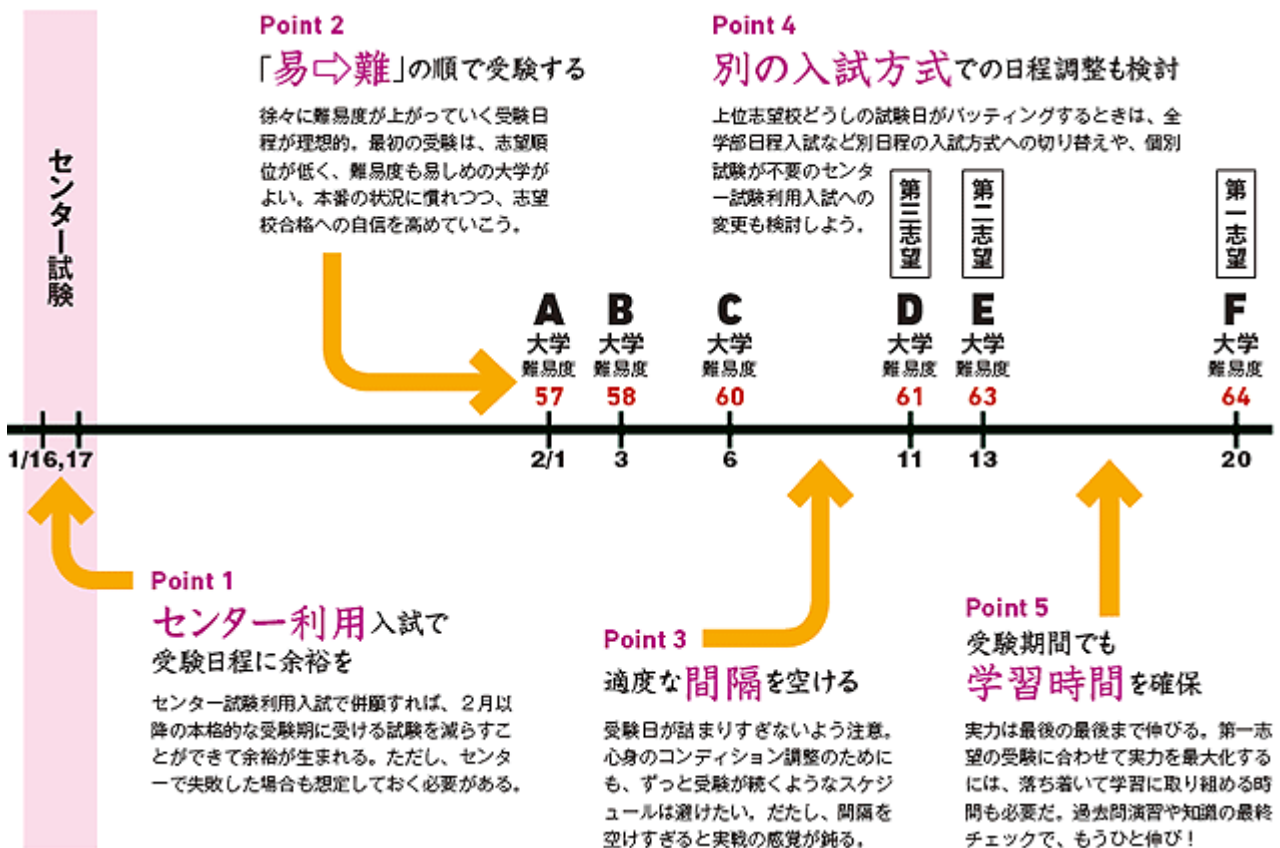 センター試験
Point 2
「易⇨難」の順で受験する
徐々に難易度が上がっていく受験日
程が理想的。最初の受験は、志望順
位が低く、難易度も易しめの大学が
よい。本番の状況に慣れつつ、志望
校合格への自信を高めていこう。
Point 4
別の入試方式での日程調整も検討
上位志望校どうしの試験日がバッティングするときは、全
学部日程入試など別日程の入試方式への切り替えや、個別
試験が不要のセンタ
ー試験利用入試への
変更も検討しよう。
第三志望
第二志望
第一志望
A
大学
難易度
57
B
大学
難易度
58
C
大学
難易度
60
D
大学
難易度
61
E
大学
難易度
63
F
大学
難易度
64
1/16,17
2/1
3
6
11
13
20
Point 1
センター利用入試で
受験日程に余裕を
センター試験利用入試で併願すれば、２月以
降の本格的な受験期に受ける試験を減らすこ
とができて余裕が生まれる。ただし、センタ
ーで失敗した場合も想定しておく必要がある。
Point 3
適度な間隔を空ける
受験日が詰まりすぎないよう注意。
心身のコンディション調整のために
も、ずっと受験が続くようなスケジ
ュールは避けたい。だたし、間隔を
空けすぎると実戦の感覚が鈍る。
Point 5
受験期間でも
学習時間を確保
実力は最後の最後まで伸びる。第一志
望の受験に合わせて実力を最大化する
には、落ち着いて学習に取り組める時
間も必要だ。過去問演習や知識の最終
チェックで、もうひと伸び！